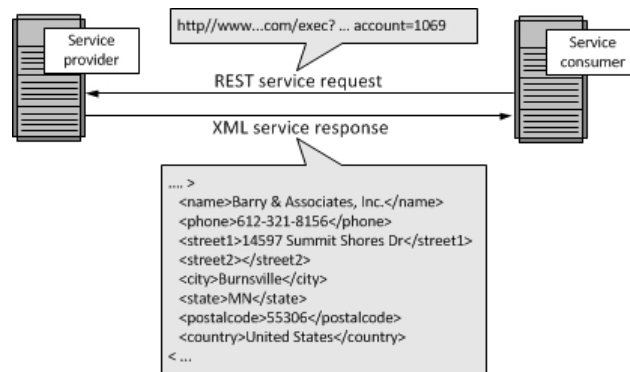 Service
provider
http//www...com/exec? ... account=1069
Service
consumer
REST service request
XML service response
.... >
<name>Barry & Associates, Inc.</name>
<phone>612-321-8156</phone>
<street1>14597 Summit Shores Dr</street1>
<street2></street2>
<city>Burnsville</city>
<state>MN</state>
<postalcode>55306</postalcode>
<country>United States</country>
< ...